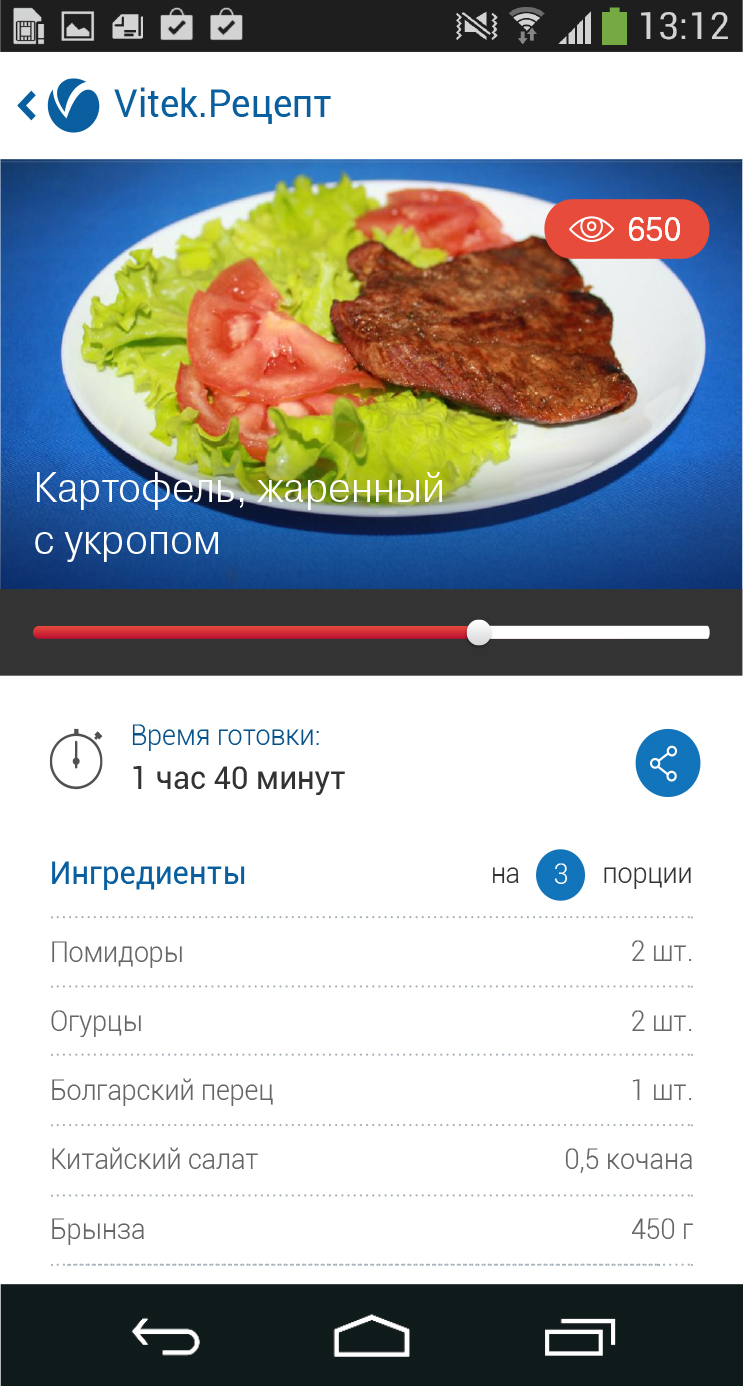 13:12
Vitek.Рецепт
650
Картофель, жаренный
с укропом
Время готовки:
1 час 40 минут
Ингредиенты на 3 порции
Помидоры 2 шт.
Огурцы 2 шт.
Болгарский перец 1 шт.
Китайский салат 0,5 кочана
Брынза 450 г